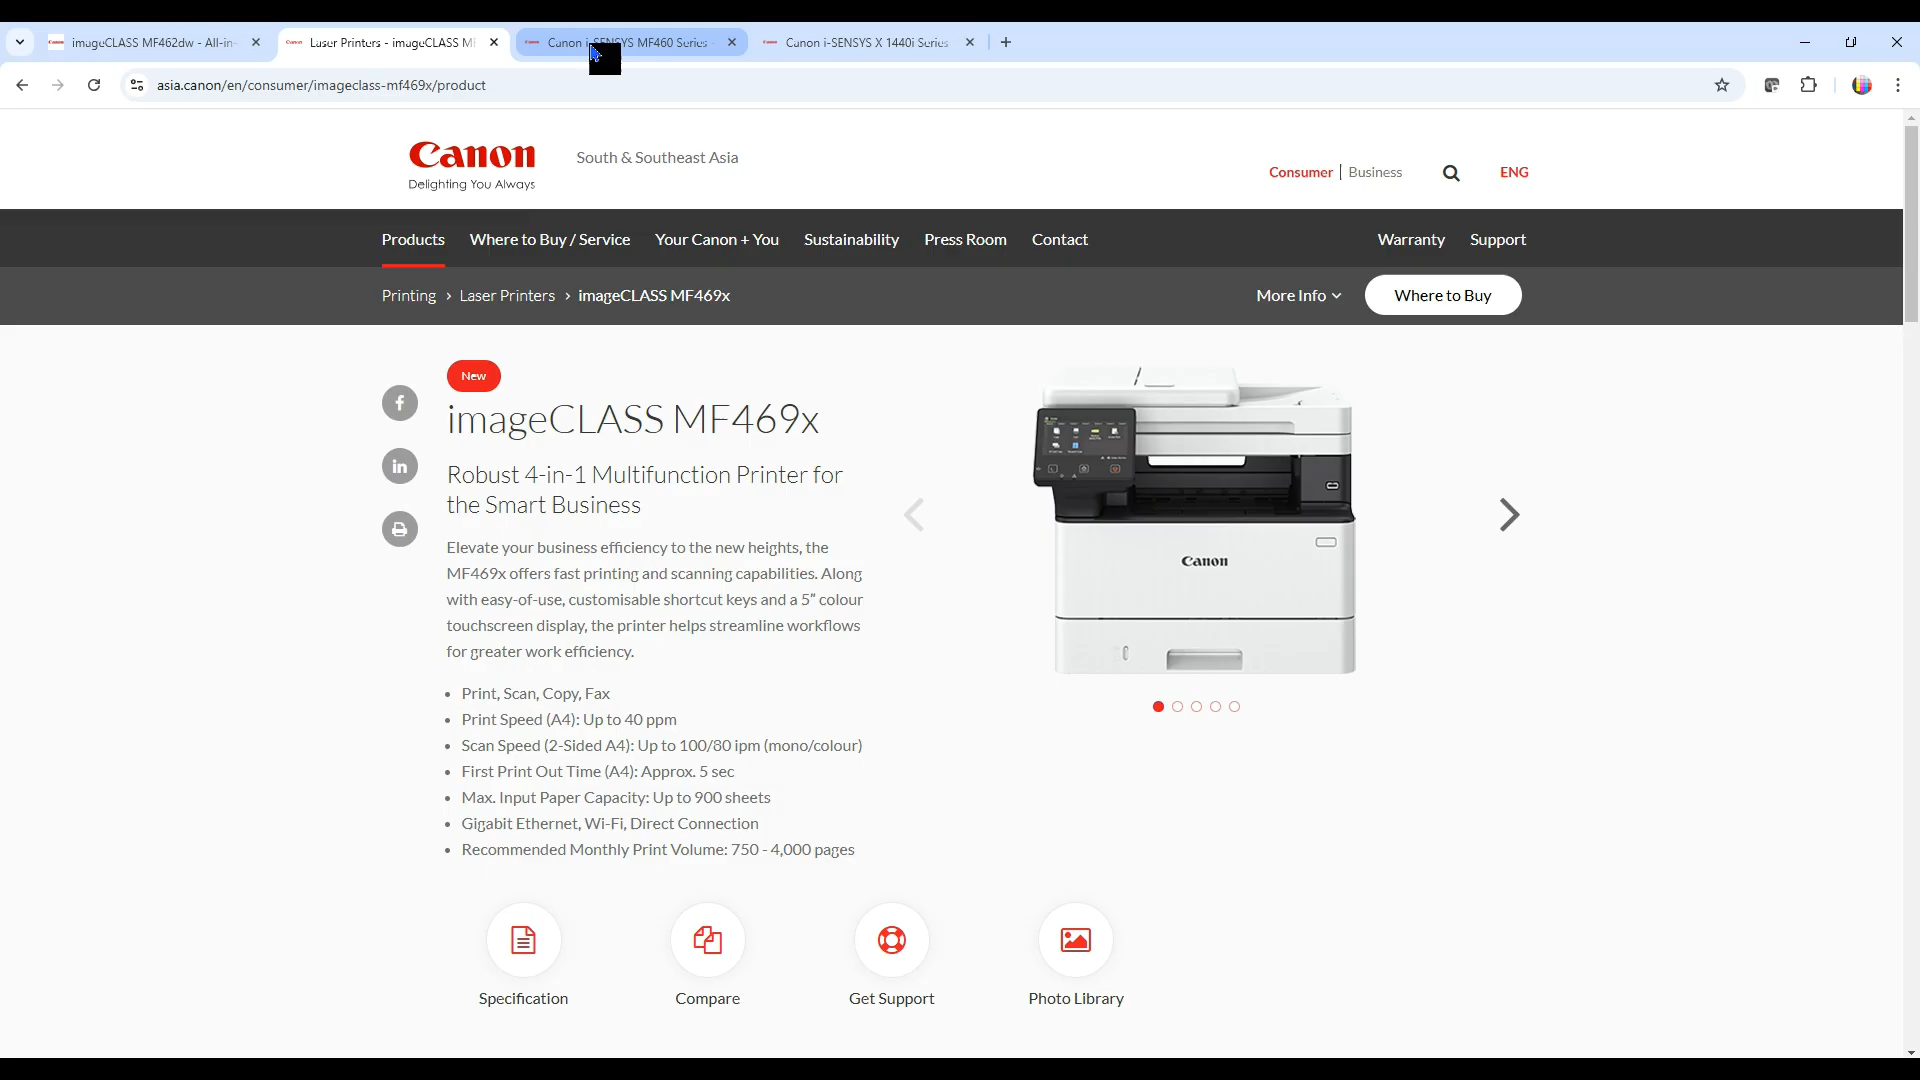 imageCLASS MF462dw - All-in-
Laser Printers - imageCLASS MF
Canon i-SENSYS MF460 Series -
Canon i-SENSYS X 1440i Series
asia.canon/en/consumer/imageclass-mf469x/product
Canon
Delighting You Always
South & Southeast Asia
Consumer | Business
ENG
Products
Where to Buy / Service
Your Canon + You
Sustainability
Press Room
Contact
Warranty
Support
Printing › Laser Printers › imageCLASS MF469x
More Info
Where to Buy
New
imageCLASS MF469x
Robust 4-in-1 Multifunction Printer for
the Smart Business
Elevate your business efficiency to the new heights, the
MF469x offers fast printing and scanning capabilities. Along
with easy-of-use, customisable shortcut keys and a 5” colour
touchscreen display, the printer helps streamline workflows
for greater work efficiency.
• Print, Scan, Copy, Fax
• Print Speed (A4): Up to 40 ppm
• Scan Speed (2-Sided A4): Up to 100/80 ipm (mono/colour)
• First Print Out Time (A4): Approx. 5 sec
• Max. Input Paper Capacity: Up to 900 sheets
• Gigabit Ethernet, Wi-Fi, Direct Connection
• Recommended Monthly Print Volume: 750 - 4,000 pages
Canon
Specification
Compare
Get Support
Photo Library